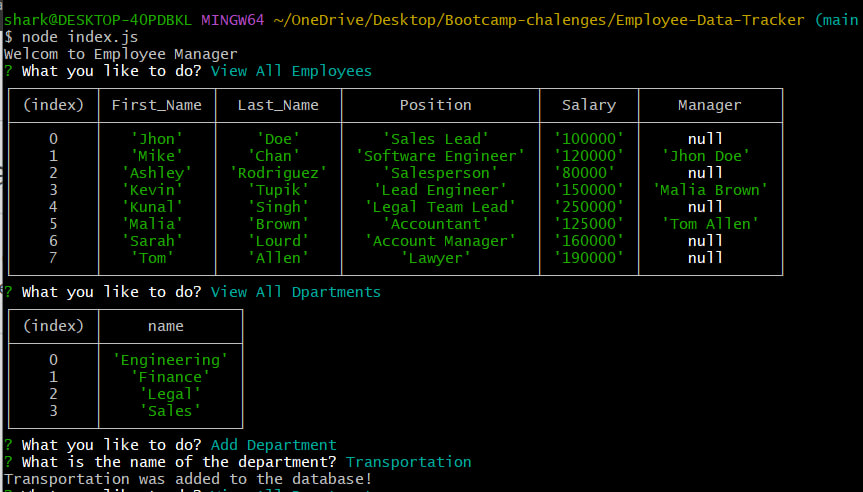 shark@DESKTOP-4OPDBKL MINGW64 ~/OneDrive/Desktop/Bootcamp-chalenges/Employee-Data-Tracker (main
$ node index.js
Welcom to Employee Manager
? What you like to do? View All Employees
(index) First_Name Last_Name Position Salary Manager
0 'Jhon' 'Doe' 'Sales Lead' '100000' null
1 'Mike' 'Chan' 'Software Engineer' '120000' 'Jhon Doe'
2 'Ashley' 'Rodriguez' 'Salesperson' '80000' null
3 'Kevin' 'Tupik' 'Lead Engineer' '150000' 'Malia Brown'
4 'Kunal' 'Singh' 'Legal Team Lead' '250000' null
5 'Malia' 'Brown' 'Accountant' '125000' 'Tom Allen'
6 'Sarah' 'Lourd' 'Account Manager' '160000' null
7 'Tom' 'Allen' 'Lawyer' '190000' null
? What you like to do? View All Dpartments
(index) name
0 'Engineering'
1 'Finance'
2 'Legal'
3 'Sales'
? What you like to do? Add Department
? What is the name of the department? Transportation
Transportation was added to the database!